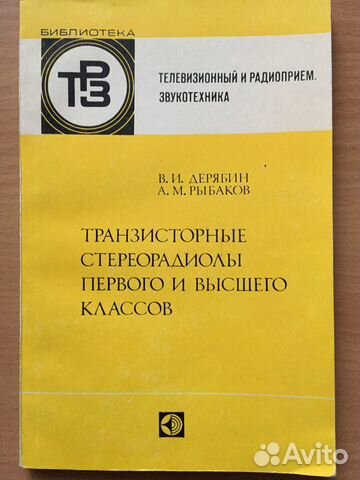 БИБЛИОТЕКА
ТРЗ
ТЕЛЕВИЗИОННЫЙ И РАДИОПРИЕМ.
ЗВУКОТЕХНИКА
В. И. ДЕРЯБИН
А. М. РЫБАКОВ
ТРАНЗИСТОРНЫЕ
СТЕРЕОРАДИОЛЫ
ПЕРВОГО И ВЫСШЕГО
КЛАССОВ
Avito